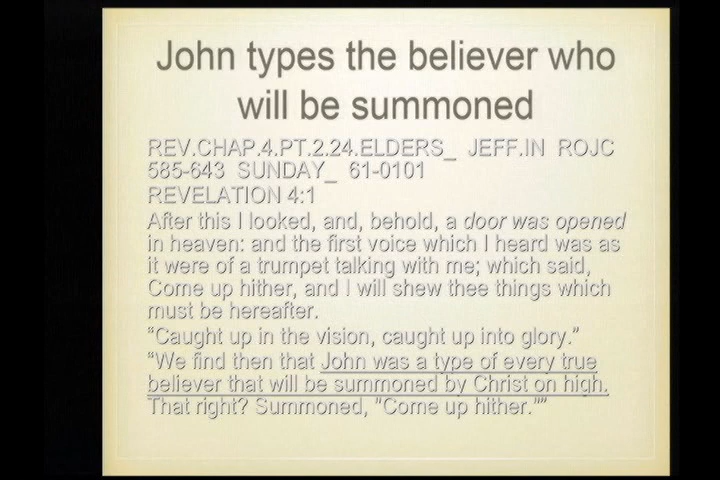 John types the believer who
will be summoned
REV.CHAP.4.PT.2.24.ELDERS_ JEFF.IN ROJC
585-643 SUNDAY_ 61-0101
REVELATION 4:1
After this I looked, and, behold, a door was opened
in heaven: and the first voice which I heard was as
it were of a trumpet talking with me; which said,
Come up hither, and I will shew thee things which
must be hereafter.
"Caught up in the vision, caught up into glory."
"We find then that John was a type of every true
believer that will be summoned by Christ on high.
That right? Summoned, "Come up hither.""